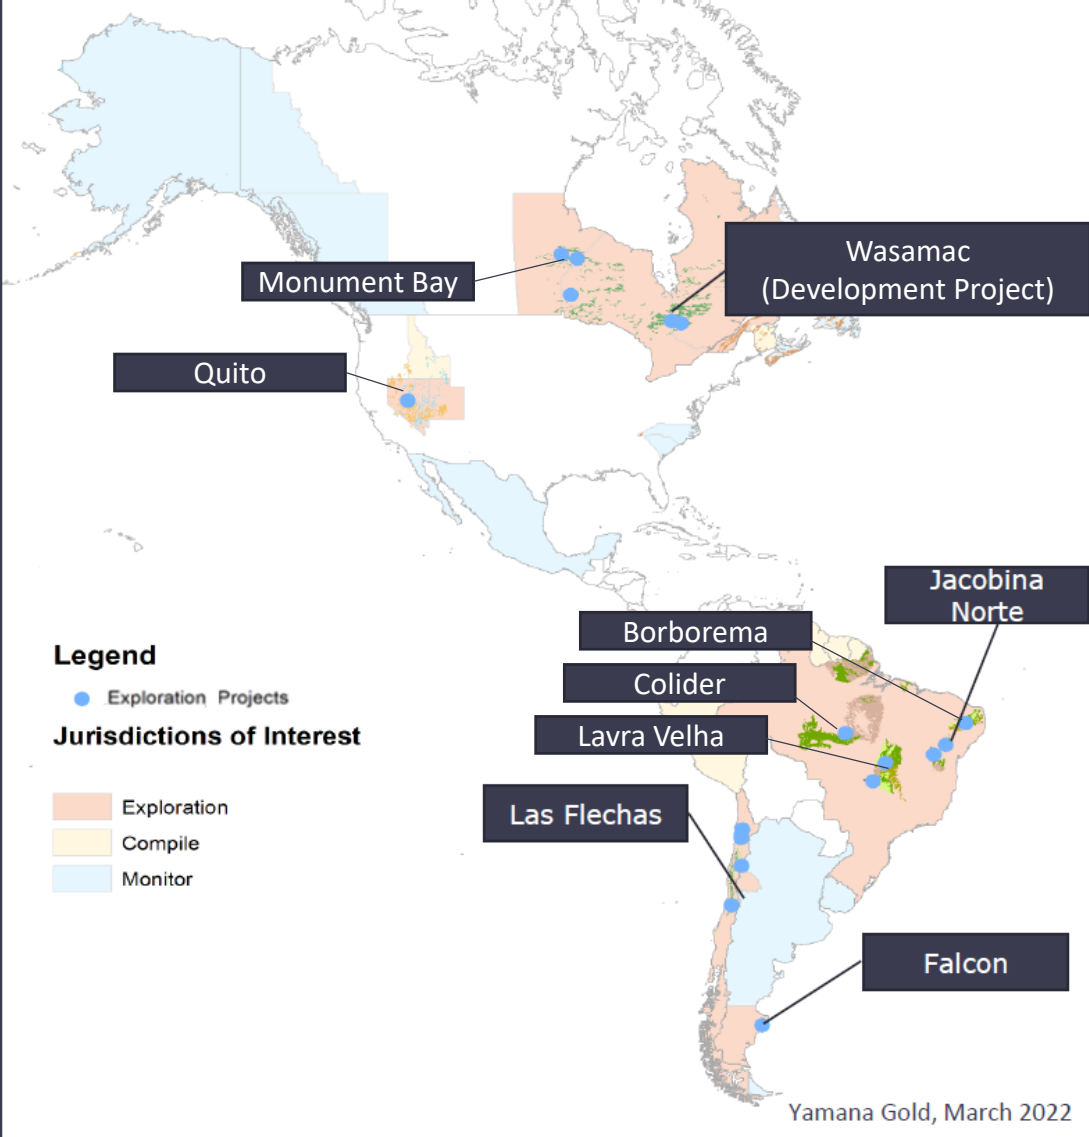 Wasamac
(Development Project)
Monument Bay
Quito
Jacobina
Norte
Borborema
Colider
Lavra Velha
Las Flechas
Falcon
Legend
Exploration Projects
Jurisdictions of Interest
Exploration
Compile
Monitor
Yamana Gold, March 2022